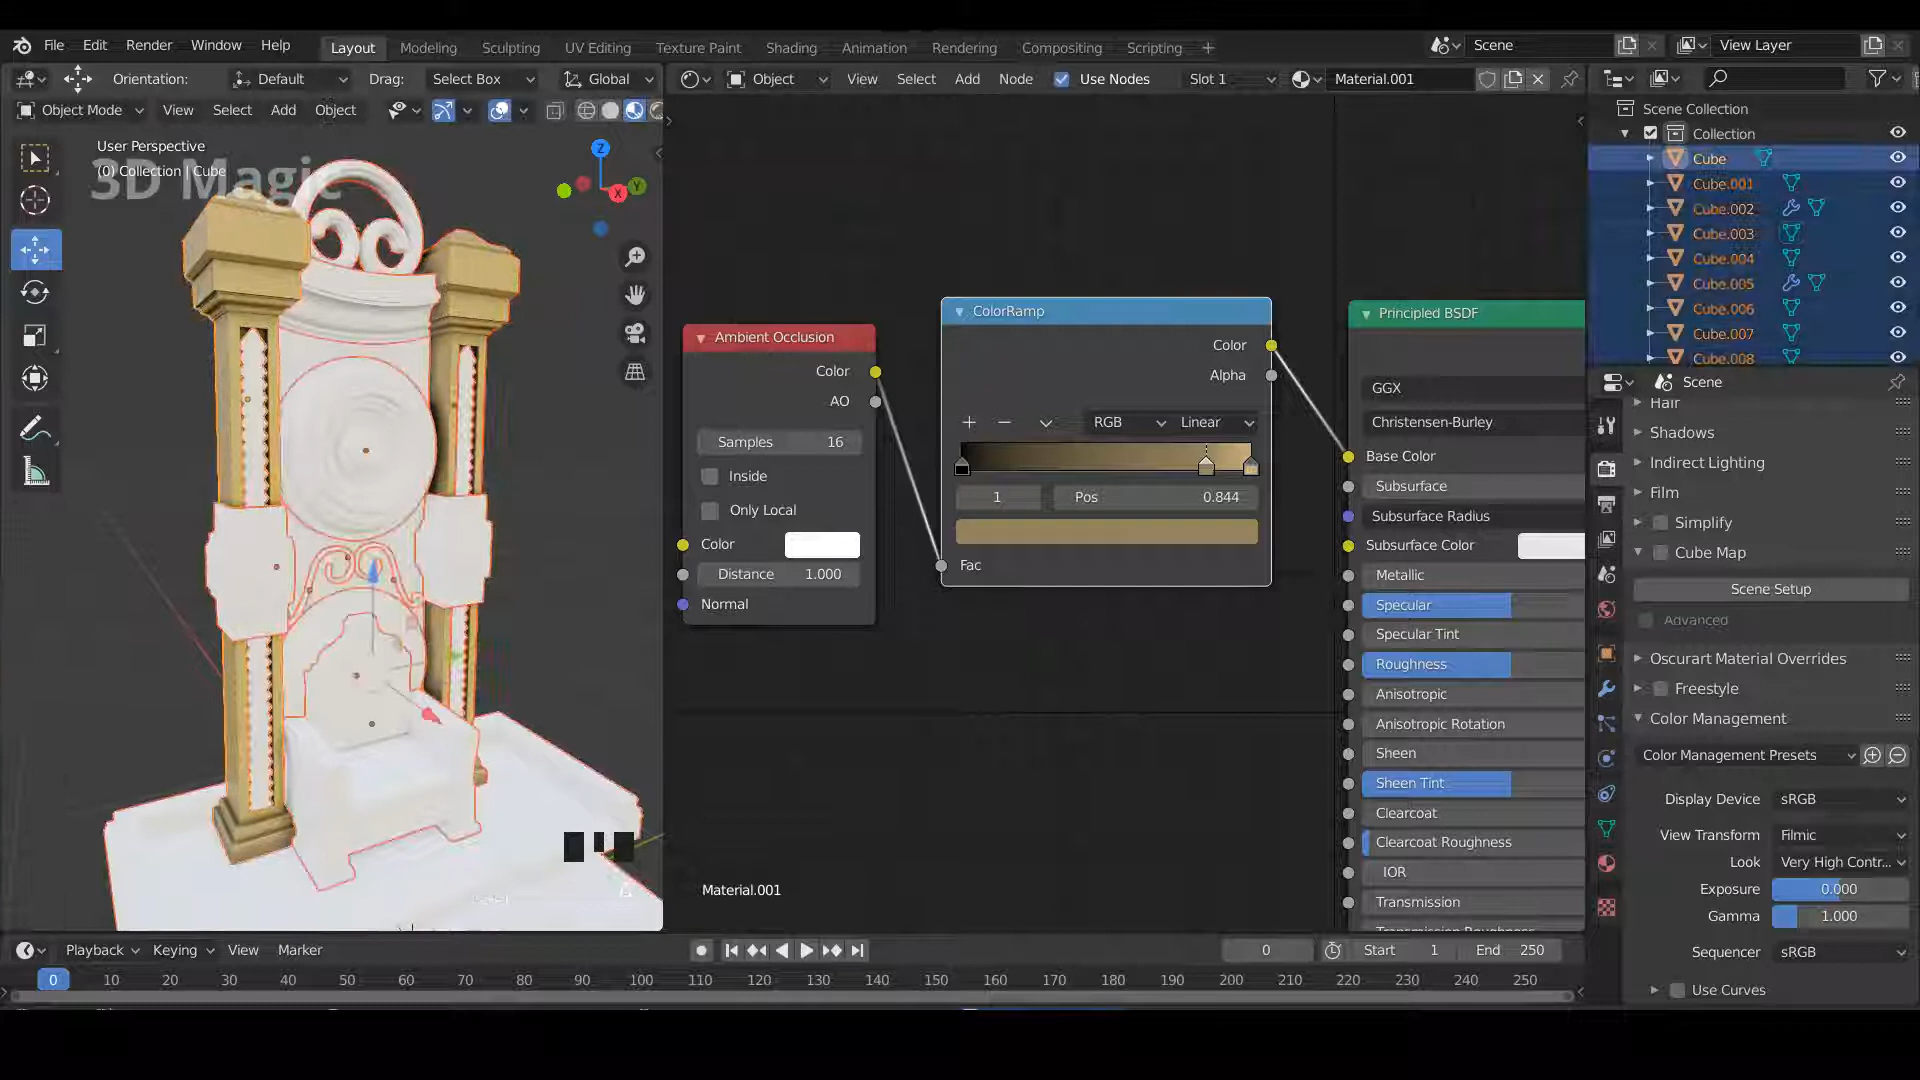 File Edit Render Window Help Layout Modeling Sculpting UV Editing Texture Paint Shading Animation Rendering Compositing Scripting + Scene View Layer
Orientation: Default Drag: Select Box Global
Object View Select Add Node Use Nodes Slot 1 Material.001
Object Mode View Select Add Object
User Perspective
(0) Collection | Cube
3D Magic
Z
X
Y
Ambient Occlusion
Color
AO
Samples 16
Inside
Only Local
Color
Distance 1.000
Normal
ColorRamp
Color
Alpha
RGB Linear
1 Pos 0.844
Fac
Principled BSDF
GGX
Christensen-Burley
Base Color
Subsurface
Subsurface Radius
Subsurface Color
Metallic
Specular
Specular Tint
Roughness
Anisotropic
Anisotropic Rotation
Sheen
Sheen Tint
Clearcoat
Clearcoat Roughness
IOR
Transmission
Transmission Roughness
Material.001
Scene Collection
Collection
Cube
Cube.001
Cube.002
Cube.003
Cube.004
Cube.005
Cube.006
Cube.007
Cube.008
Scene
Hair
Shadows
Indirect Lighting
Film
Simplify
Cube Map
Scene Setup
Advanced
Oscurart Material Overrides
Freestyle
Color Management
Color Management Presets
Display Device sRGB
View Transform Filmic
Look Very High Contr...
Exposure 0.000
Gamma 1.000
Sequencer sRGB
Use Curves
Playback Keying View Marker 0 Start 1 End 250
0 10 20 30 40 50 60 70 80 90 100 110 120 130 140 150 160 170 180 190 200 210 220 230 240 250